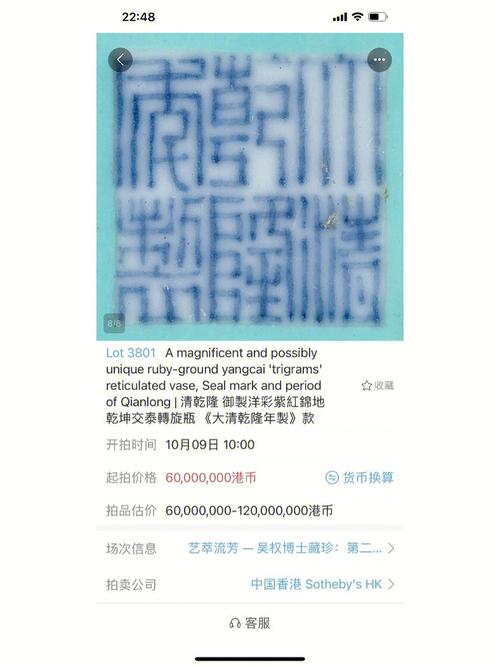 22:48
大清
乾隆
年製
8/8
Lot 3801 A magnificent and possibly
unique ruby-ground yangcai 'trigrams'
reticulated vase, Seal mark and period
of Qianlong | 清乾隆 御製洋彩紫紅錦地
乾坤交泰轉旋瓶 《大清乾隆年製》款
收藏
开拍时间 10月09日 10:00
起拍价格 60,000,000港币 货币换算
拍品估价 60,000,000-120,000,000港币
场次信息 艺萃流芳 — 吴权博士藏珍：第二...
拍卖公司 中国香港 Sotheby's HK
客服